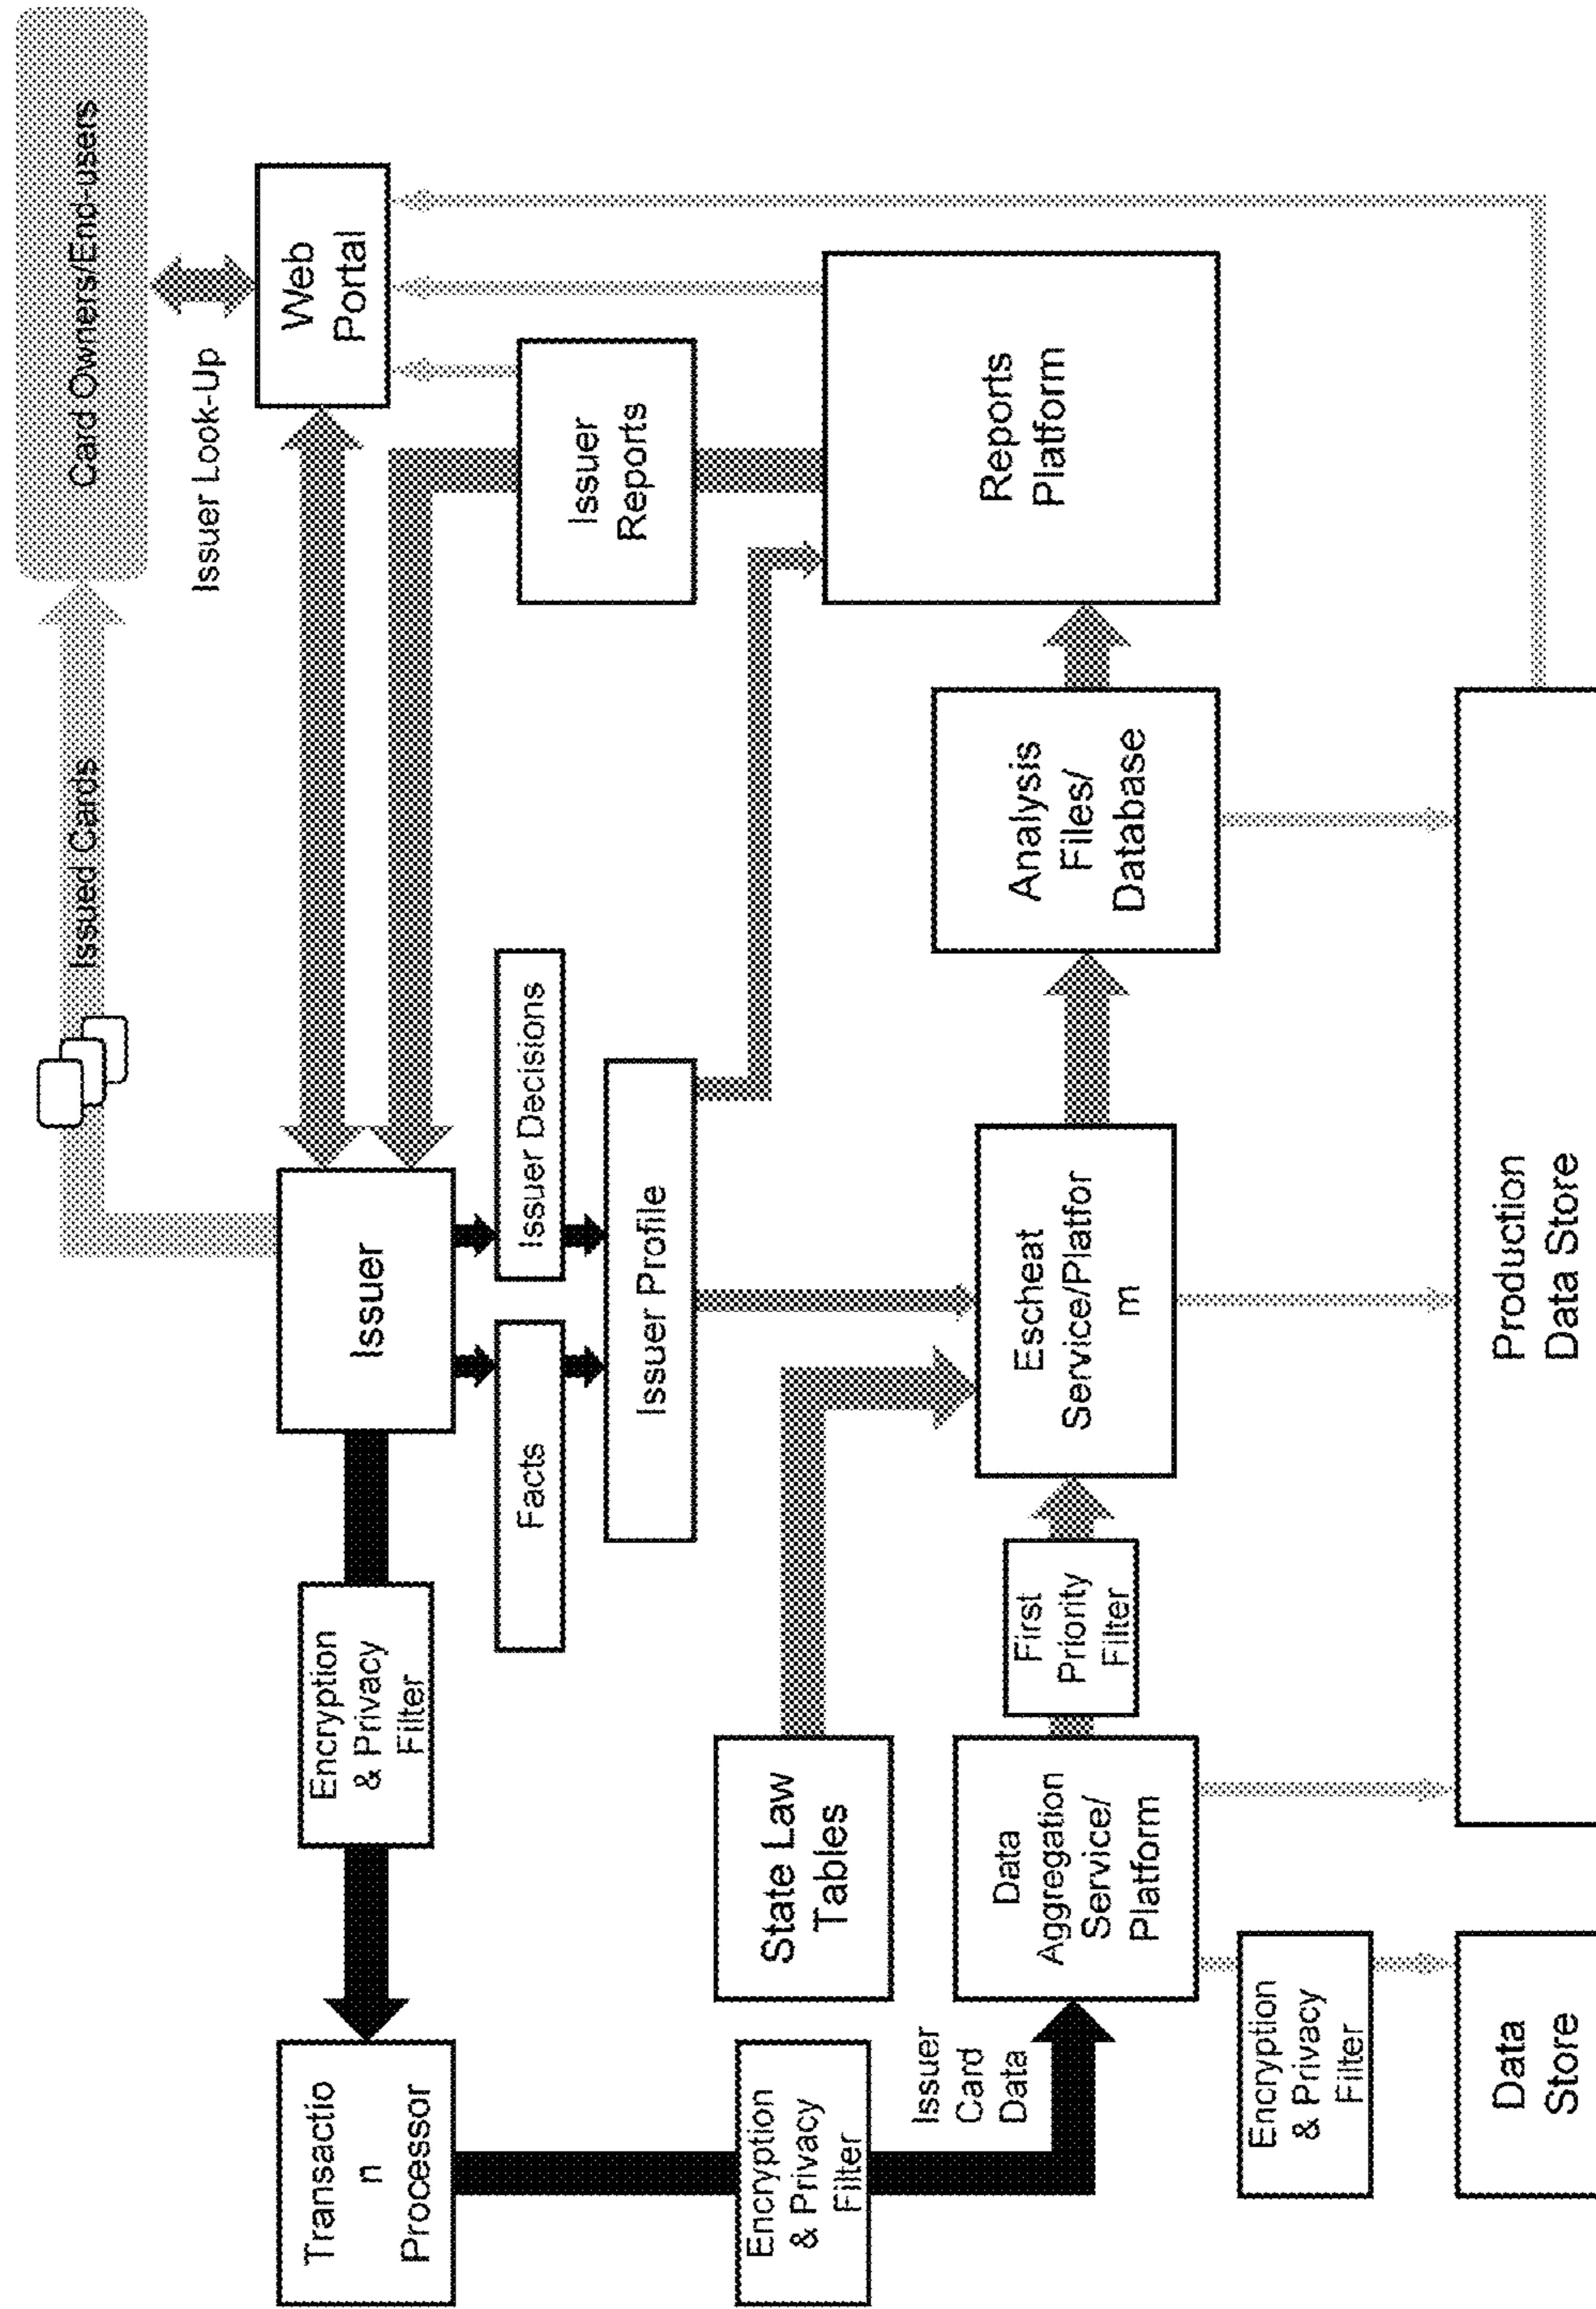 Card Owners/End-users
Issued Cards
Issuer Look-Up
Web
Portal
Issuer
Transactio
n
Processor
Encryption
& Privacy
Filter
Issuer Decisions
Facts
Issuer Profile
Issuer
Reports
Reports
Platform
State Law
Tables
Encryption
& Privacy
Filter
Issuer
Card
Data
Data
Aggregation
Service/
Platform
First
Priority
Filter
Escheat
Service/Platfor
m
Analysis
Files/
Database
Encryption
& Privacy
Filter
Data
Store
Production
Data Store